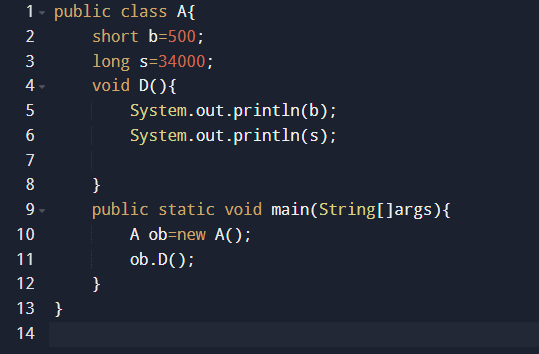 1 public class A{
2 short b=500;
3 long s=34000;
4 void D(){
5 System.out.println(b);
6 System.out.println(s);
7
8 }
9 public static void main(String[]args){
10 A ob=new A();
11 ob.D();
12 }
13 }
14